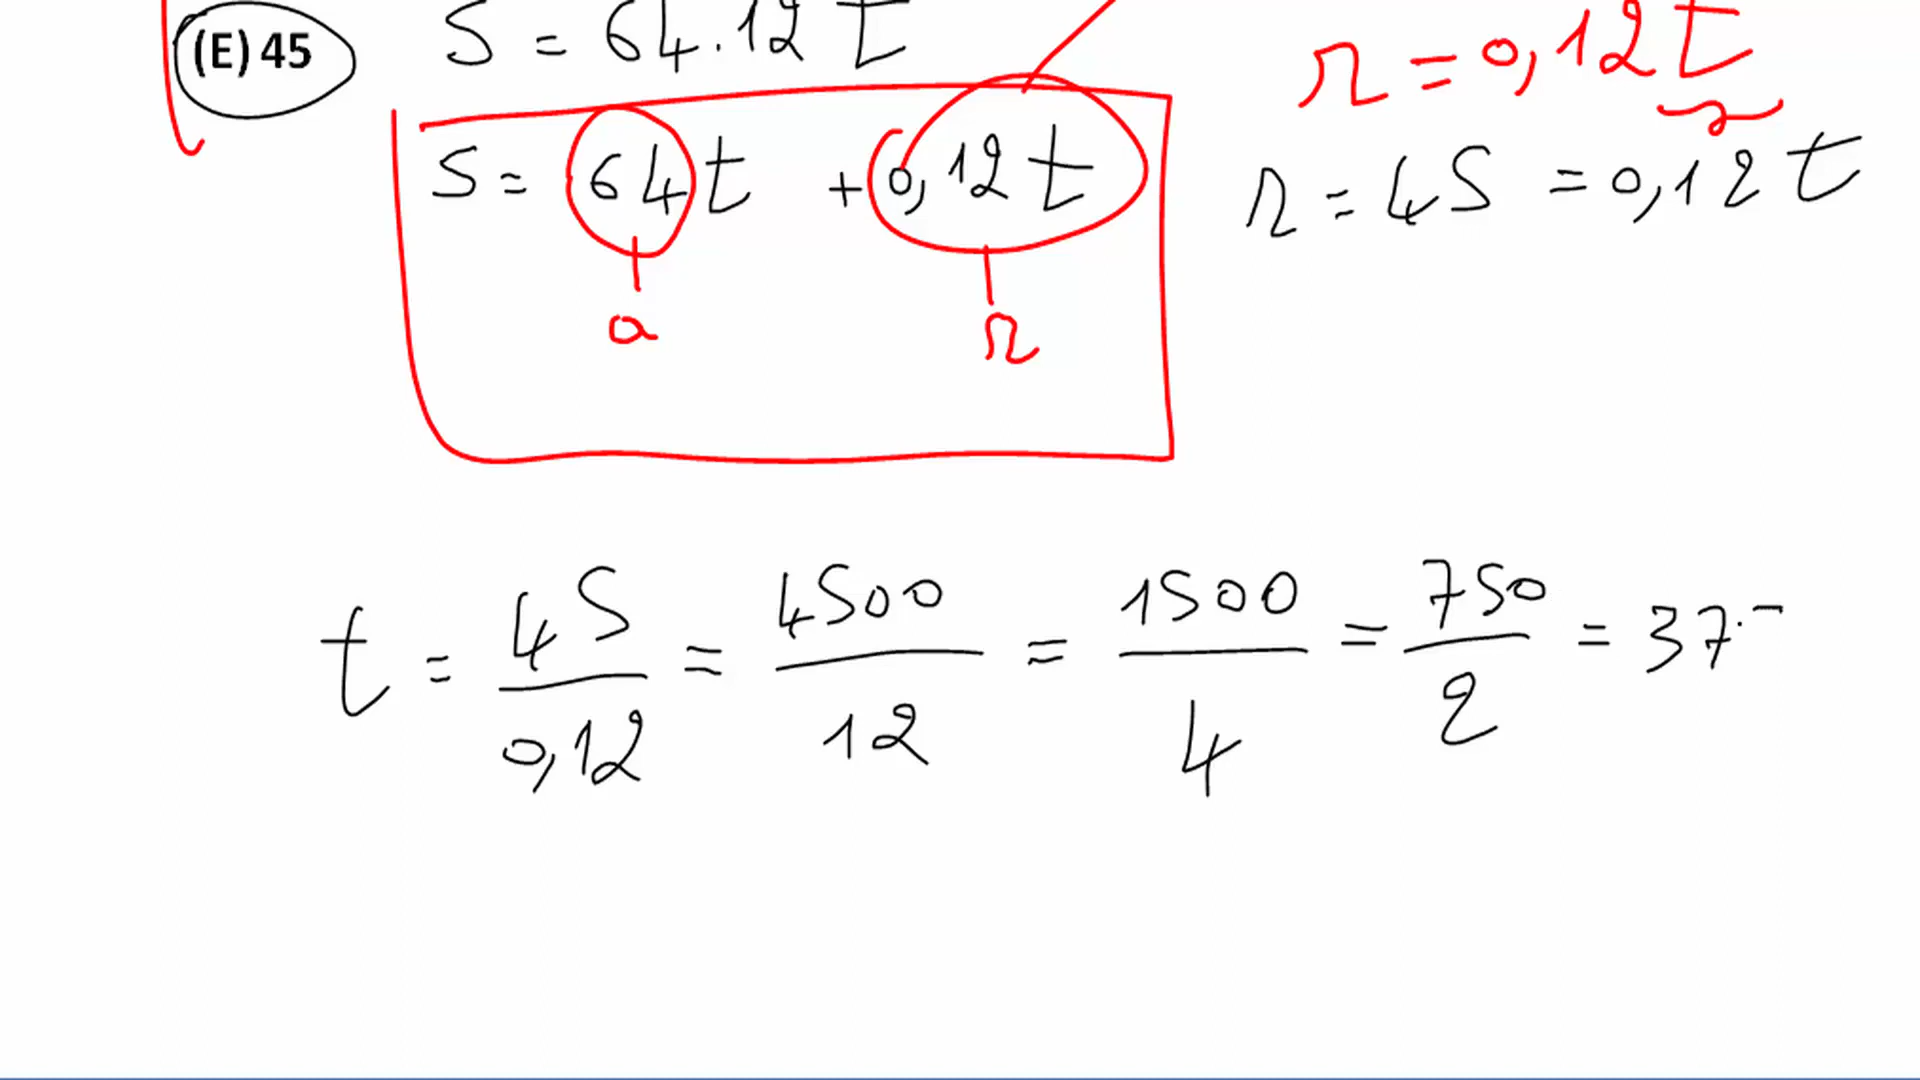 (E) 45
S = 64.12 t
r = 0,12 t
S = 64 t + 0,12 t
r = 45 = 0,12 t
a
r
t = 45/0,12 = 4500/12 = 1500/4 = 750/2 = 37